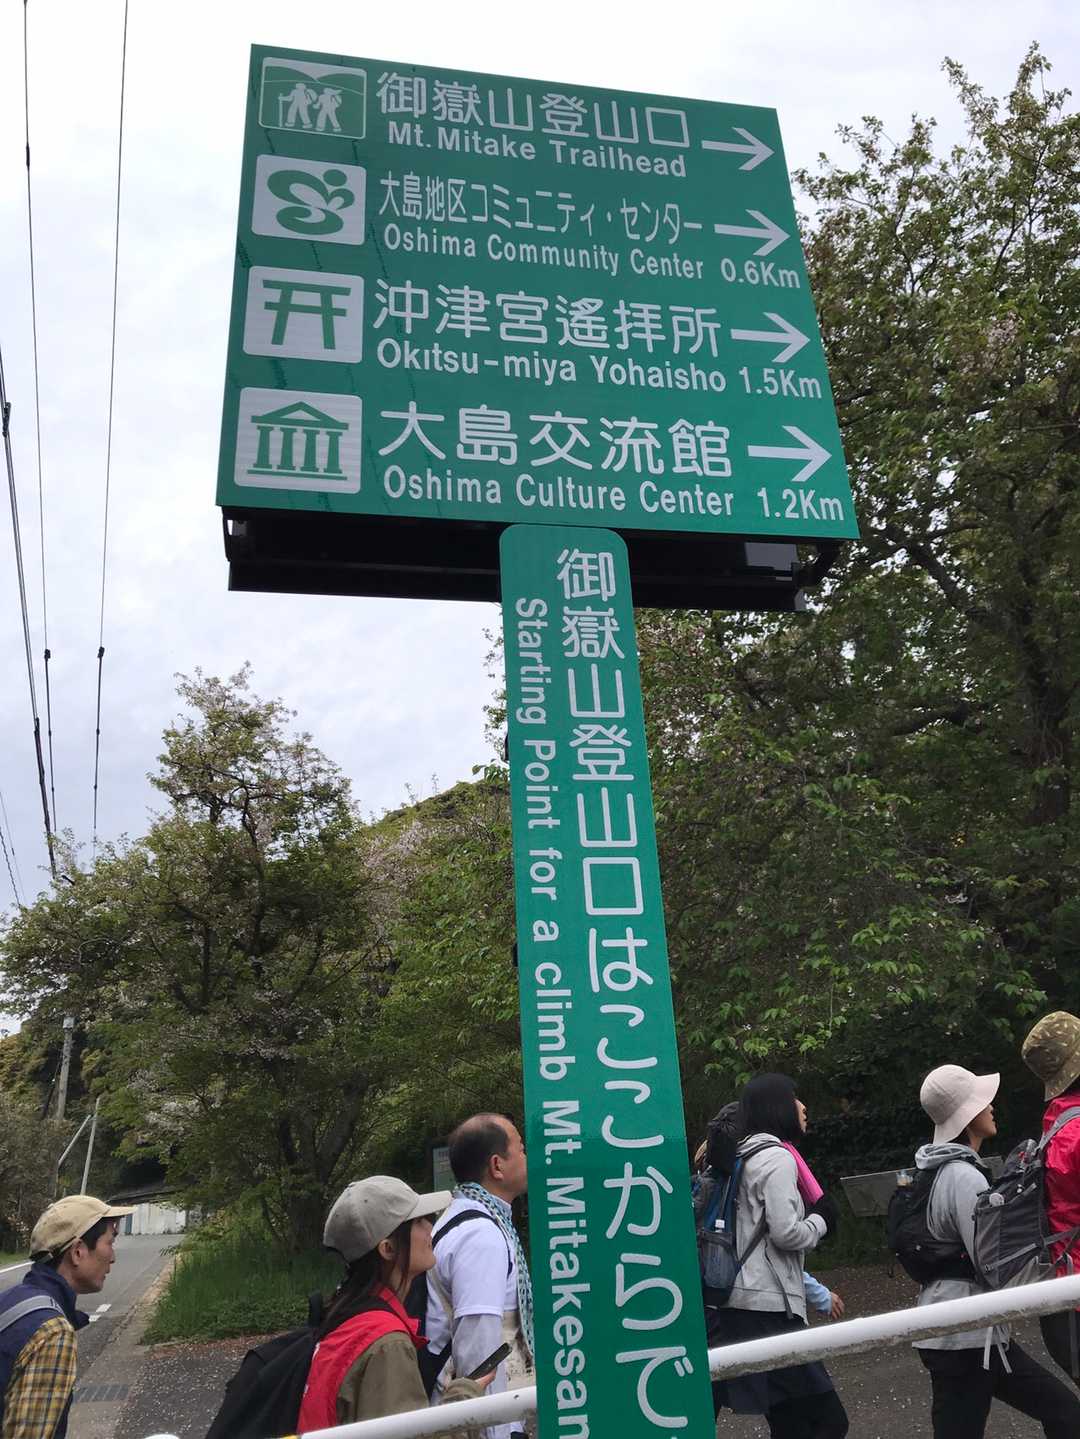 御嶽山登山口
Mt. Mitake Trailhead
大島地区コミュニティ・センター
Oshima Community Center 0.6Km
沖津宮遙拝所
Okitsu-miya Yohaisho 1.5Km
大島交流館
Oshima Culture Center 1.2Km
御嶽山登山口はここからで
Starting Point for a climb Mt. Mitakesan